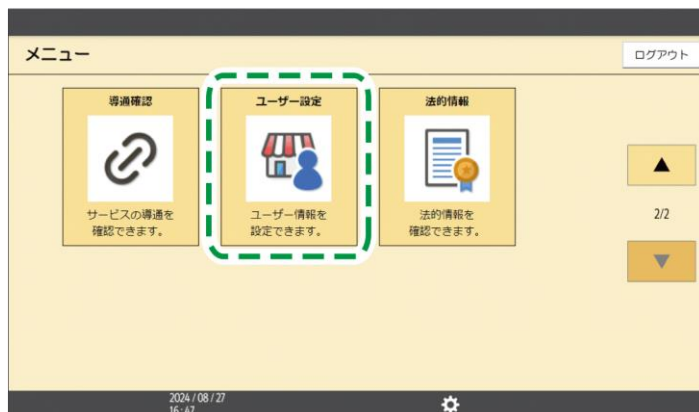 メニュー
ログアウト
導通確認
サービスの導通を
確認できます。
ユーザー設定
ユーザー情報を
設定できます。
法的情報
法的情報を
確認できます。
▲
2/2
▼
2024/08/27
16:47